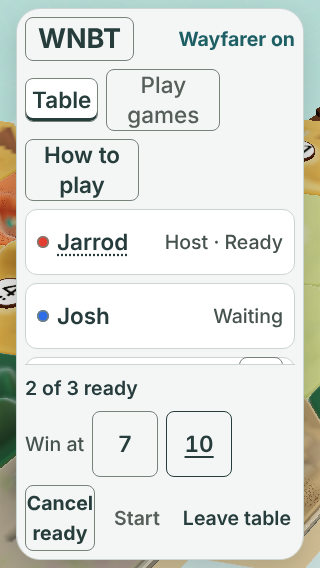 WNBT Wayfarer on
Table Play games
How to play
Jarrod Host · Ready
Josh Waiting
2 of 3 ready
Win at 7 10
Cancel ready Start Leave table